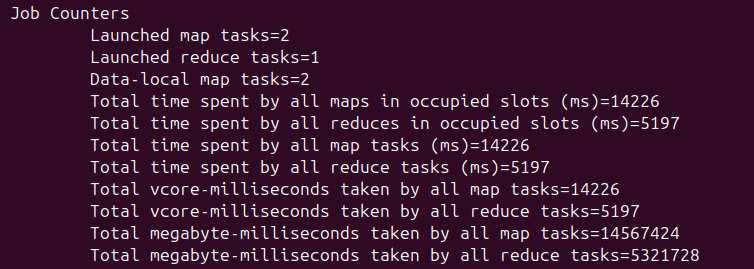 Job Counters
Launched map tasks=2
Launched reduce tasks=1
Data-local map tasks=2
Total time spent by all maps in occupied slots (ms)=14226
Total time spent by all reduces in occupied slots (ms)=5197
Total time spent by all map tasks (ms)=14226
Total time spent by all reduce tasks (ms)=5197
Total vcore-milliseconds taken by all map tasks=14226
Total vcore-milliseconds taken by all reduce tasks=5197
Total megabyte-milliseconds taken by all map tasks=14567424
Total megabyte-milliseconds taken by all reduce tasks=5321728